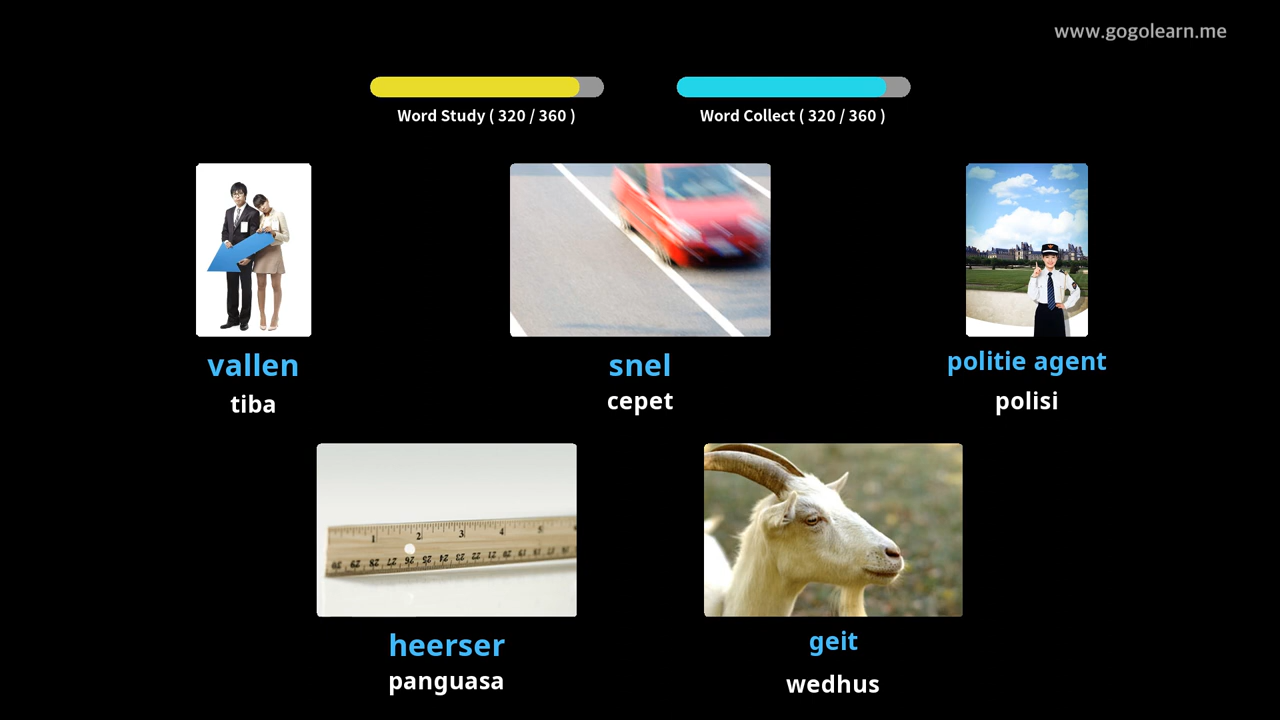 www.gogolearn.me
Word Study ( 320 / 360 )
Word Collect ( 320 / 360 )
vallen
tiba
snel
cepet
politie agent
polisi
heerser
panguasa
geit
wedhus